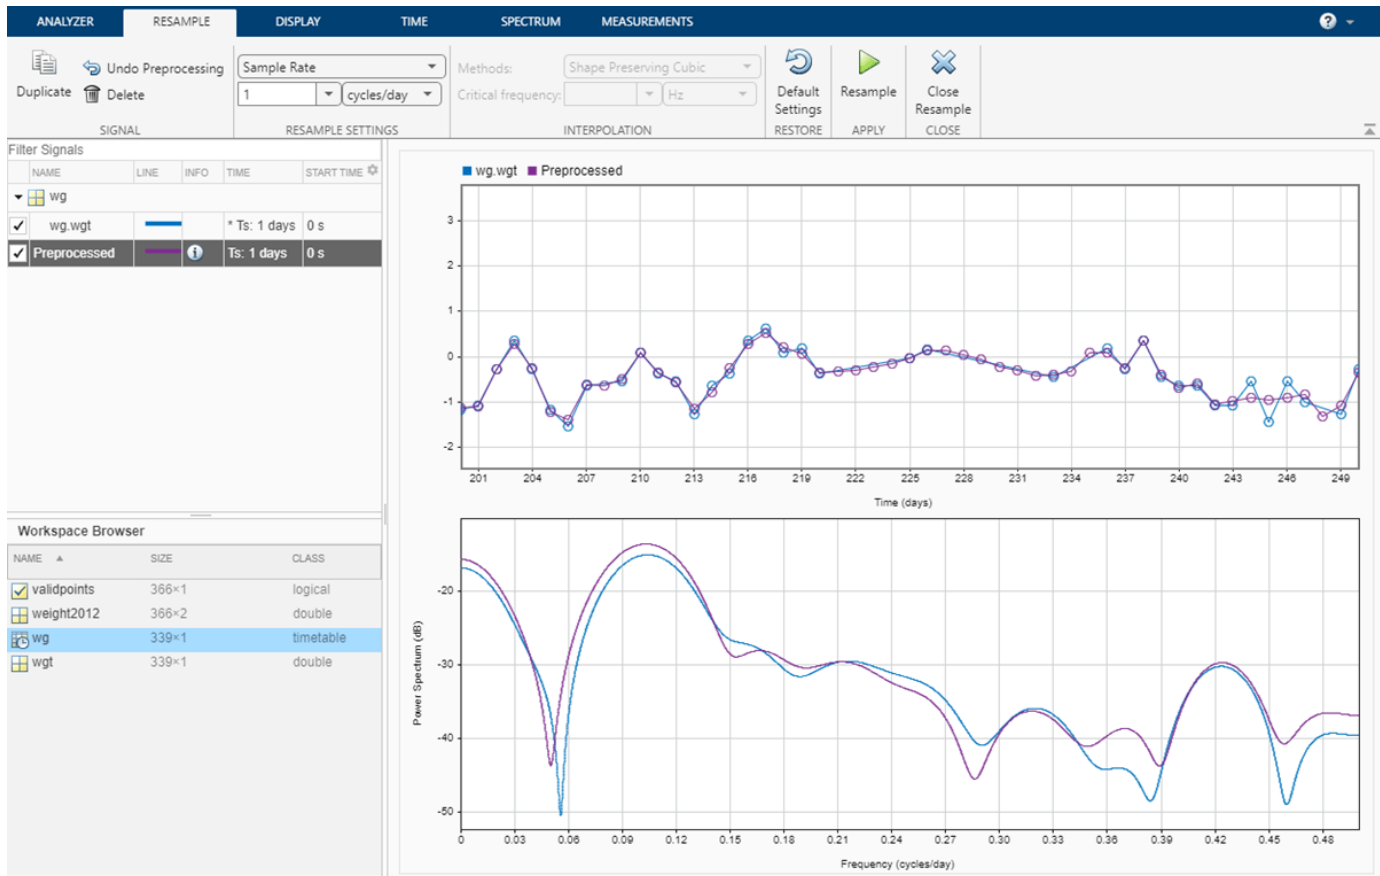 ANALYZER RESAMPLE DISPLAY TIME SPECTRUM MEASUREMENTS ?
Duplicate Undo Preprocessing Delete
SIGNAL
Sample Rate
1 cycles/day
RESAMPLE SETTINGS
Methods: Shape Preserving Cubic
Critical frequency: Hz
INTERPOLATION
Default Settings
RESTORE
Resample
APPLY
Close Resample
CLOSE
Filter Signals
NAME LINE INFO TIME START TIME
wg
wg.wgt * Ts: 1 days 0 s
Preprocessed i Ts: 1 days 0 s
Workspace Browser
NAME SIZE CLASS
validpoints 366×1 logical
weight2012 366×2 double
wg 339×1 timetable
wgt 339×1 double
wg.wgt Preprocessed
3
2
1
0
-1
-2
201 204 207 210 213 216 219 222 225 228 231 234 237 240 243 246 249
Time (days)
Power Spectrum (dB)
-20
-30
-40
-50
0 0.03 0.06 0.09 0.12 0.15 0.18 0.21 0.24 0.27 0.30 0.33 0.36 0.39 0.42 0.45 0.48
Frequency (cycles/day)